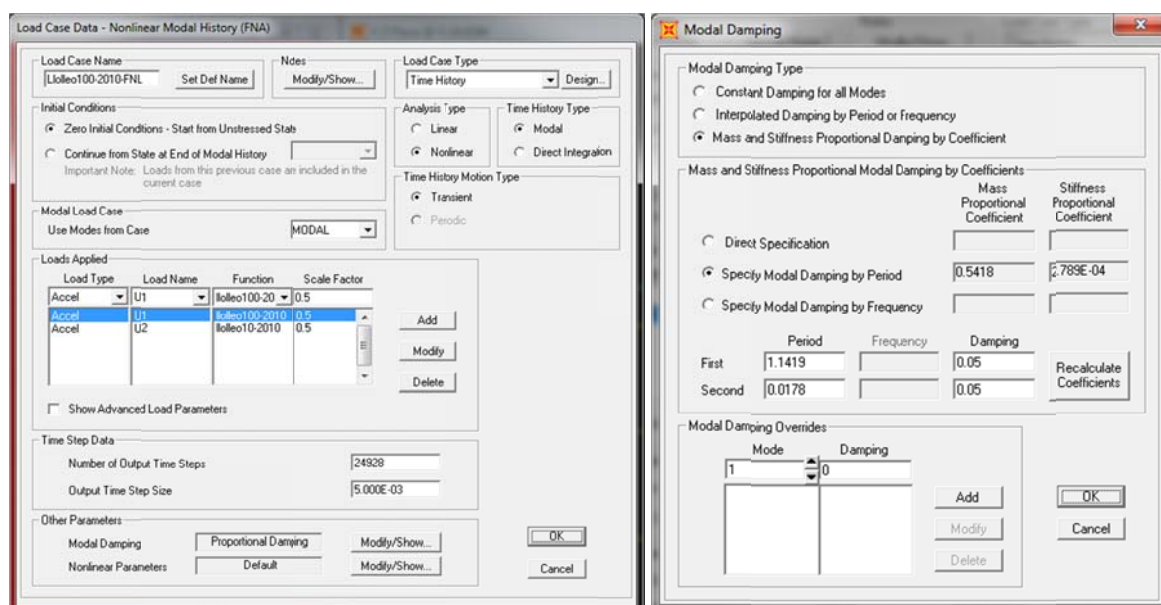 Load Case Data - Nonlinear Modal History (FNA)
Load Case Name
Llolleo100-2010-FNL
Set Def Name
Notes
Modify/Show...
Load Case Type
Time History
Design...
Initial Conditions
Zero Initial Conditions - Start from Unstressed State
Continue from State at End of Modal History
Important Note: Loads from this previous case are included in the
current case
Analysis Type
Linear
Nonlinear
Time History Type
Modal
Direct Integration
Time History Motion Type
Transient
Periodic
Modal Load Case
Use Modes from Case
MODAL
Loads Applied
Load Type Load Name Function Scale Factor
Accel U1 llolleo100-20 0.5
Accel U1 llolleo100-2010 0.5
Accel U2 llolleo10-2010 0.5
Add
Modify
Delete
Show Advanced Load Parameters
Time Step Data
Number of Output Time Steps 24928
Output Time Step Size 5.000E-03
Other Parameters
Modal Damping Proportional Damping Modify/Show...
Nonlinear Parameters Default Modify/Show...
OK
Cancel
Modal Damping
Modal Damping Type
Constant Damping for all Modes
Interpolated Damping by Period or Frequency
Mass and Stiffness Proportional Damping by Coefficient
Mass and Stiffness Proportional Modal Damping by Coefficients
Mass Proportional Coefficient
Stiffness Proportional Coefficient
Direct Specification
Specify Modal Damping by Period 0.5418 2.789E-04
Specify Modal Damping by Frequency
Period Frequency Damping
First 1.1419 0.05
Second 0.0178 0.05
Recalculate Coefficients
Modal Damping Overrides
Mode Damping
1 0
Add
Modify
Delete
OK
Cancel